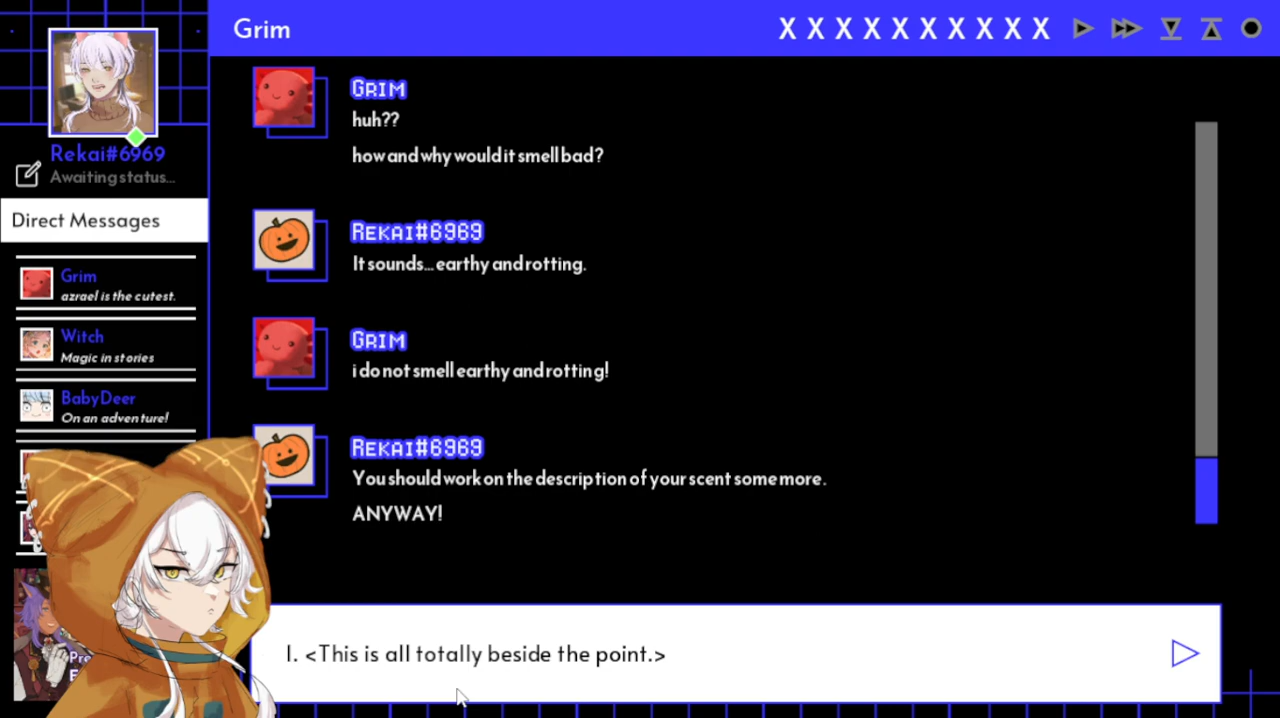 Grim
X X X X X X X X X X
Rekai#6969
Awaiting status...
Direct Messages
Grim
azrael is the cutest.
Witch
Magic in stories
BabyDeer
On an adventure!
Grim
huh??
how and why would it smell bad?
Rekai#6969
It sounds... earthy and rotting.
Grim
i do not smell earthy and rotting!
Rekai#6969
You should work on the description of your scent some more.
ANYWAY!
1. <This is all totally beside the point.>